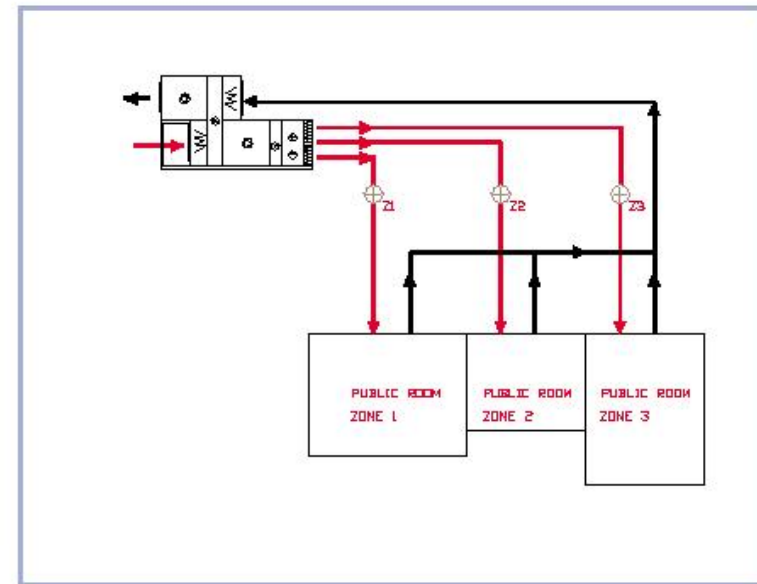 Z1
Z2
Z3
PUBLIC ROOM
ZONE 1
PUBLIC ROOM
ZONE 2
PUBLIC ROOM
ZONE 3